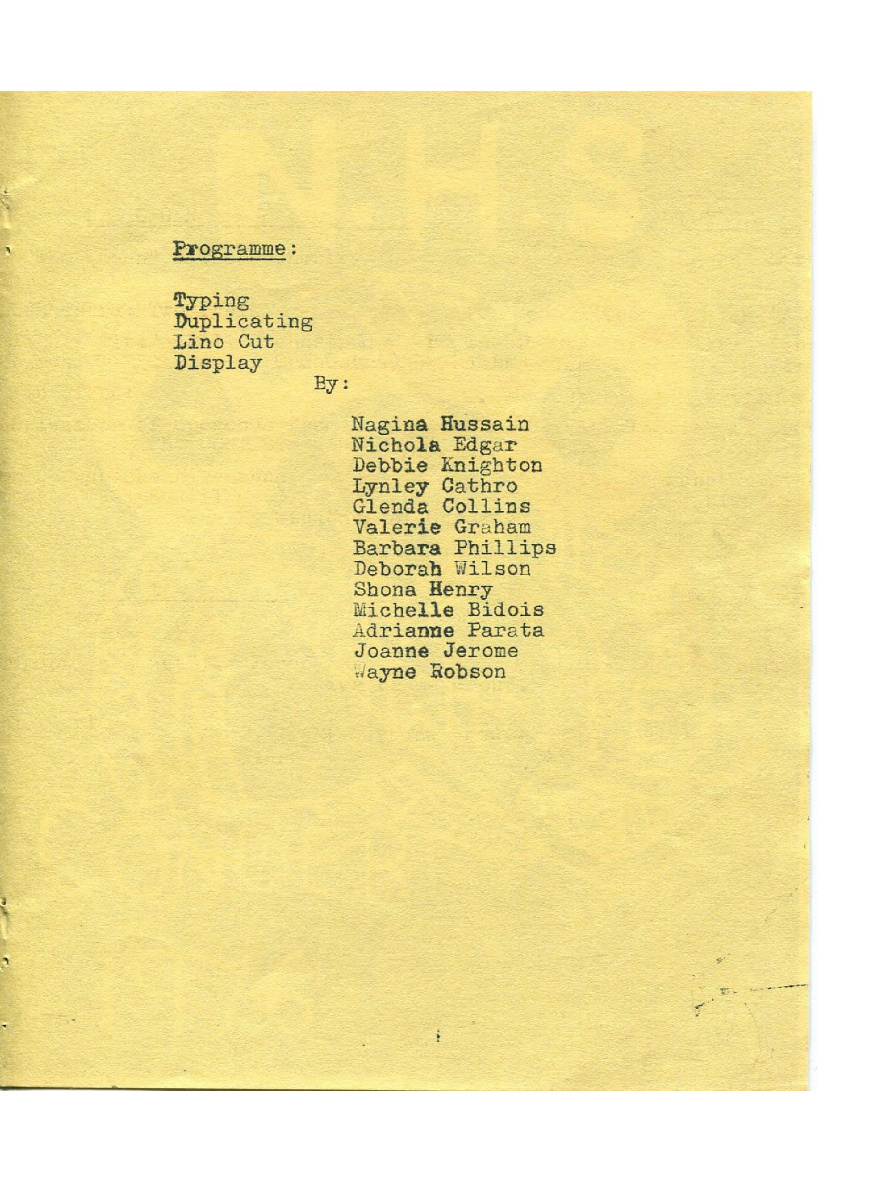 Programme:
Typing
Duplicating
Lino Cut
Display
By:
Nagina Hussain
Nichola Edgar
Debbie Knighton
Lynley Cathro
Glenda Collins
Valerie Graham
Barbara Phillips
Deborah Wilson
Shona Henry
Michelle Bidois
Adrianne Parata
Joanne Jerome
Wayne Robson